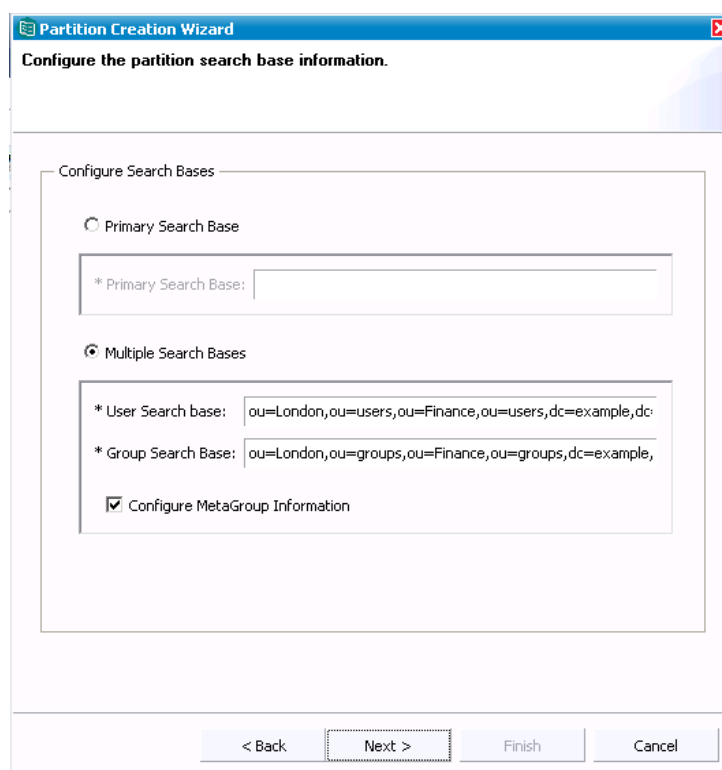 Partition Creation Wizard
Configure the partition search base information.
Configure Search Bases
Primary Search Base
* Primary Search Base:
Multiple Search Bases
* User Search base: ou=London,ou=users,ou=Finance,ou=users,dc=example,dc=
* Group Search Base: ou=London,ou=groups,ou=Finance,ou=groups,dc=example,
Configure MetaGroup Information
< Back Next > Finish Cancel